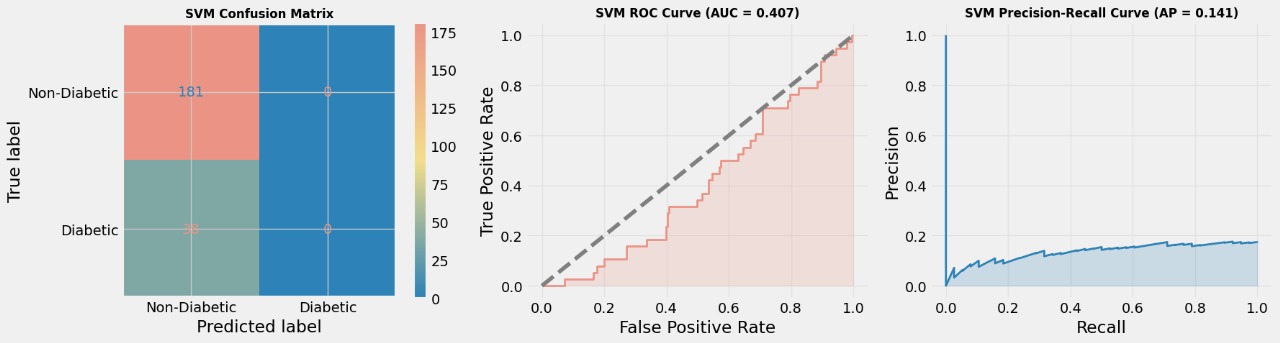 SVM Confusion Matrix
True label
Non-Diabetic
Diabetic
181
0
38
0
Non-Diabetic
Diabetic
Predicted label
175
150
125
100
75
50
25
0
SVM ROC Curve (AUC = 0.407)
True Positive Rate
1.0
0.8
0.6
0.4
0.2
0.0
0.0 0.2 0.4 0.6 0.8 1.0
False Positive Rate
SVM Precision-Recall Curve (AP = 0.141)
Precision
1.0
0.8
0.6
0.4
0.2
0.0
0.0 0.2 0.4 0.6 0.8 1.0
Recall